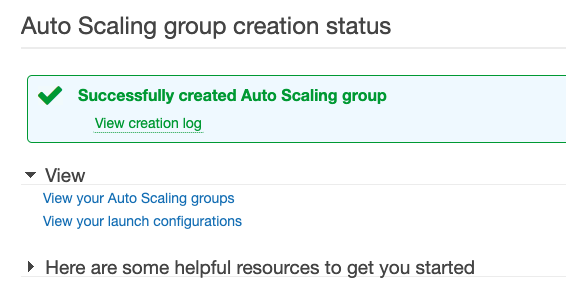 Auto Scaling group creation status
Successfully created Auto Scaling group
View creation log
View
View your Auto Scaling groups
View your launch configurations
Here are some helpful resources to get you started